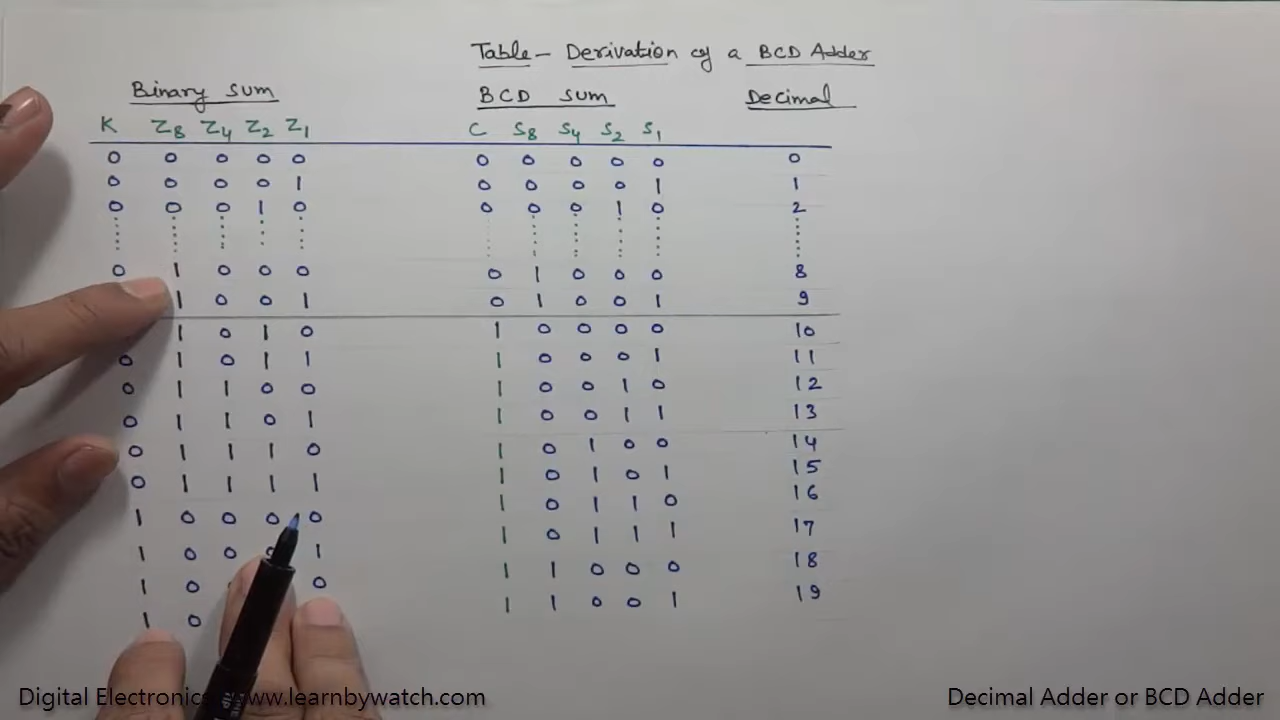 Table - Derivation of a BCD Adder
Binary Sum BCD Sum Decimal
K Z8 Z4 Z2 Z1 C S8 S4 S2 S1
0 0 0 0 0 0 0 0 0 0 0
0 0 0 0 1 0 0 0 0 1 1
0 0 0 1 0 0 0 0 1 0 2
0 1 0 0 0 0 1 0 0 0 8
1 0 0 1 0 1 0 0 1 9
1 0 1 0 1 0 0 0 0 10
0 1 0 1 1 1 0 0 0 1 11
0 1 1 0 0 1 0 0 1 0 12
0 1 1 0 1 1 0 0 1 1 13
0 1 1 1 0 1 0 1 0 0 14
0 1 1 1 1 1 0 1 0 1 15
1 0 0 0 0 1 0 1 1 0 16
1 0 0 0 1 1 0 1 1 1 17
1 0 0 1 1 0 0 0 18
1 0 1 1 0 0 1 19
Digital Electronics www.learnbywatch.com
Decimal Adder or BCD Adder